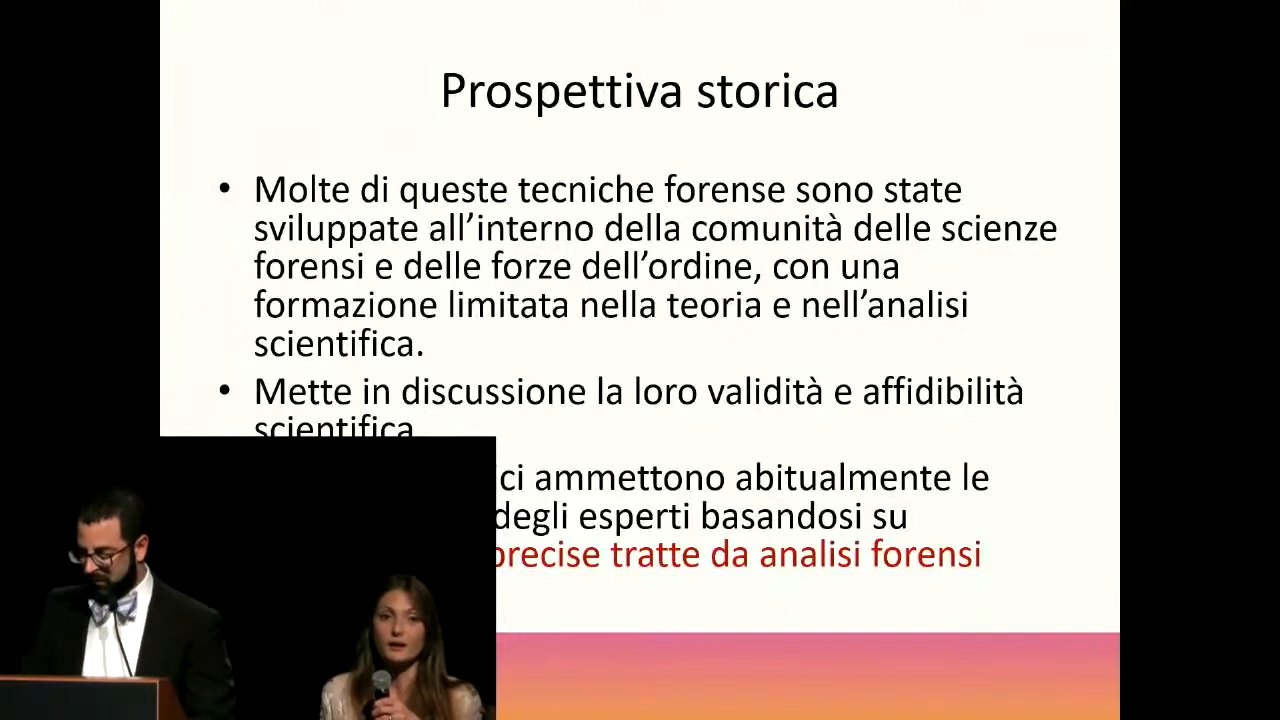 Prospettiva storica
• Molte di queste tecniche forense sono state
sviluppate all’interno della comunità delle scienze
forensi e delle forze dell’ordine, con una
formazione limitata nella teoria e nell’analisi
scientifica.
• Mette in discussione la loro validità e affidibilità
scientifica
ammettono abitualmente le
degli esperti basandosi su
precise tratte da analisi forensi